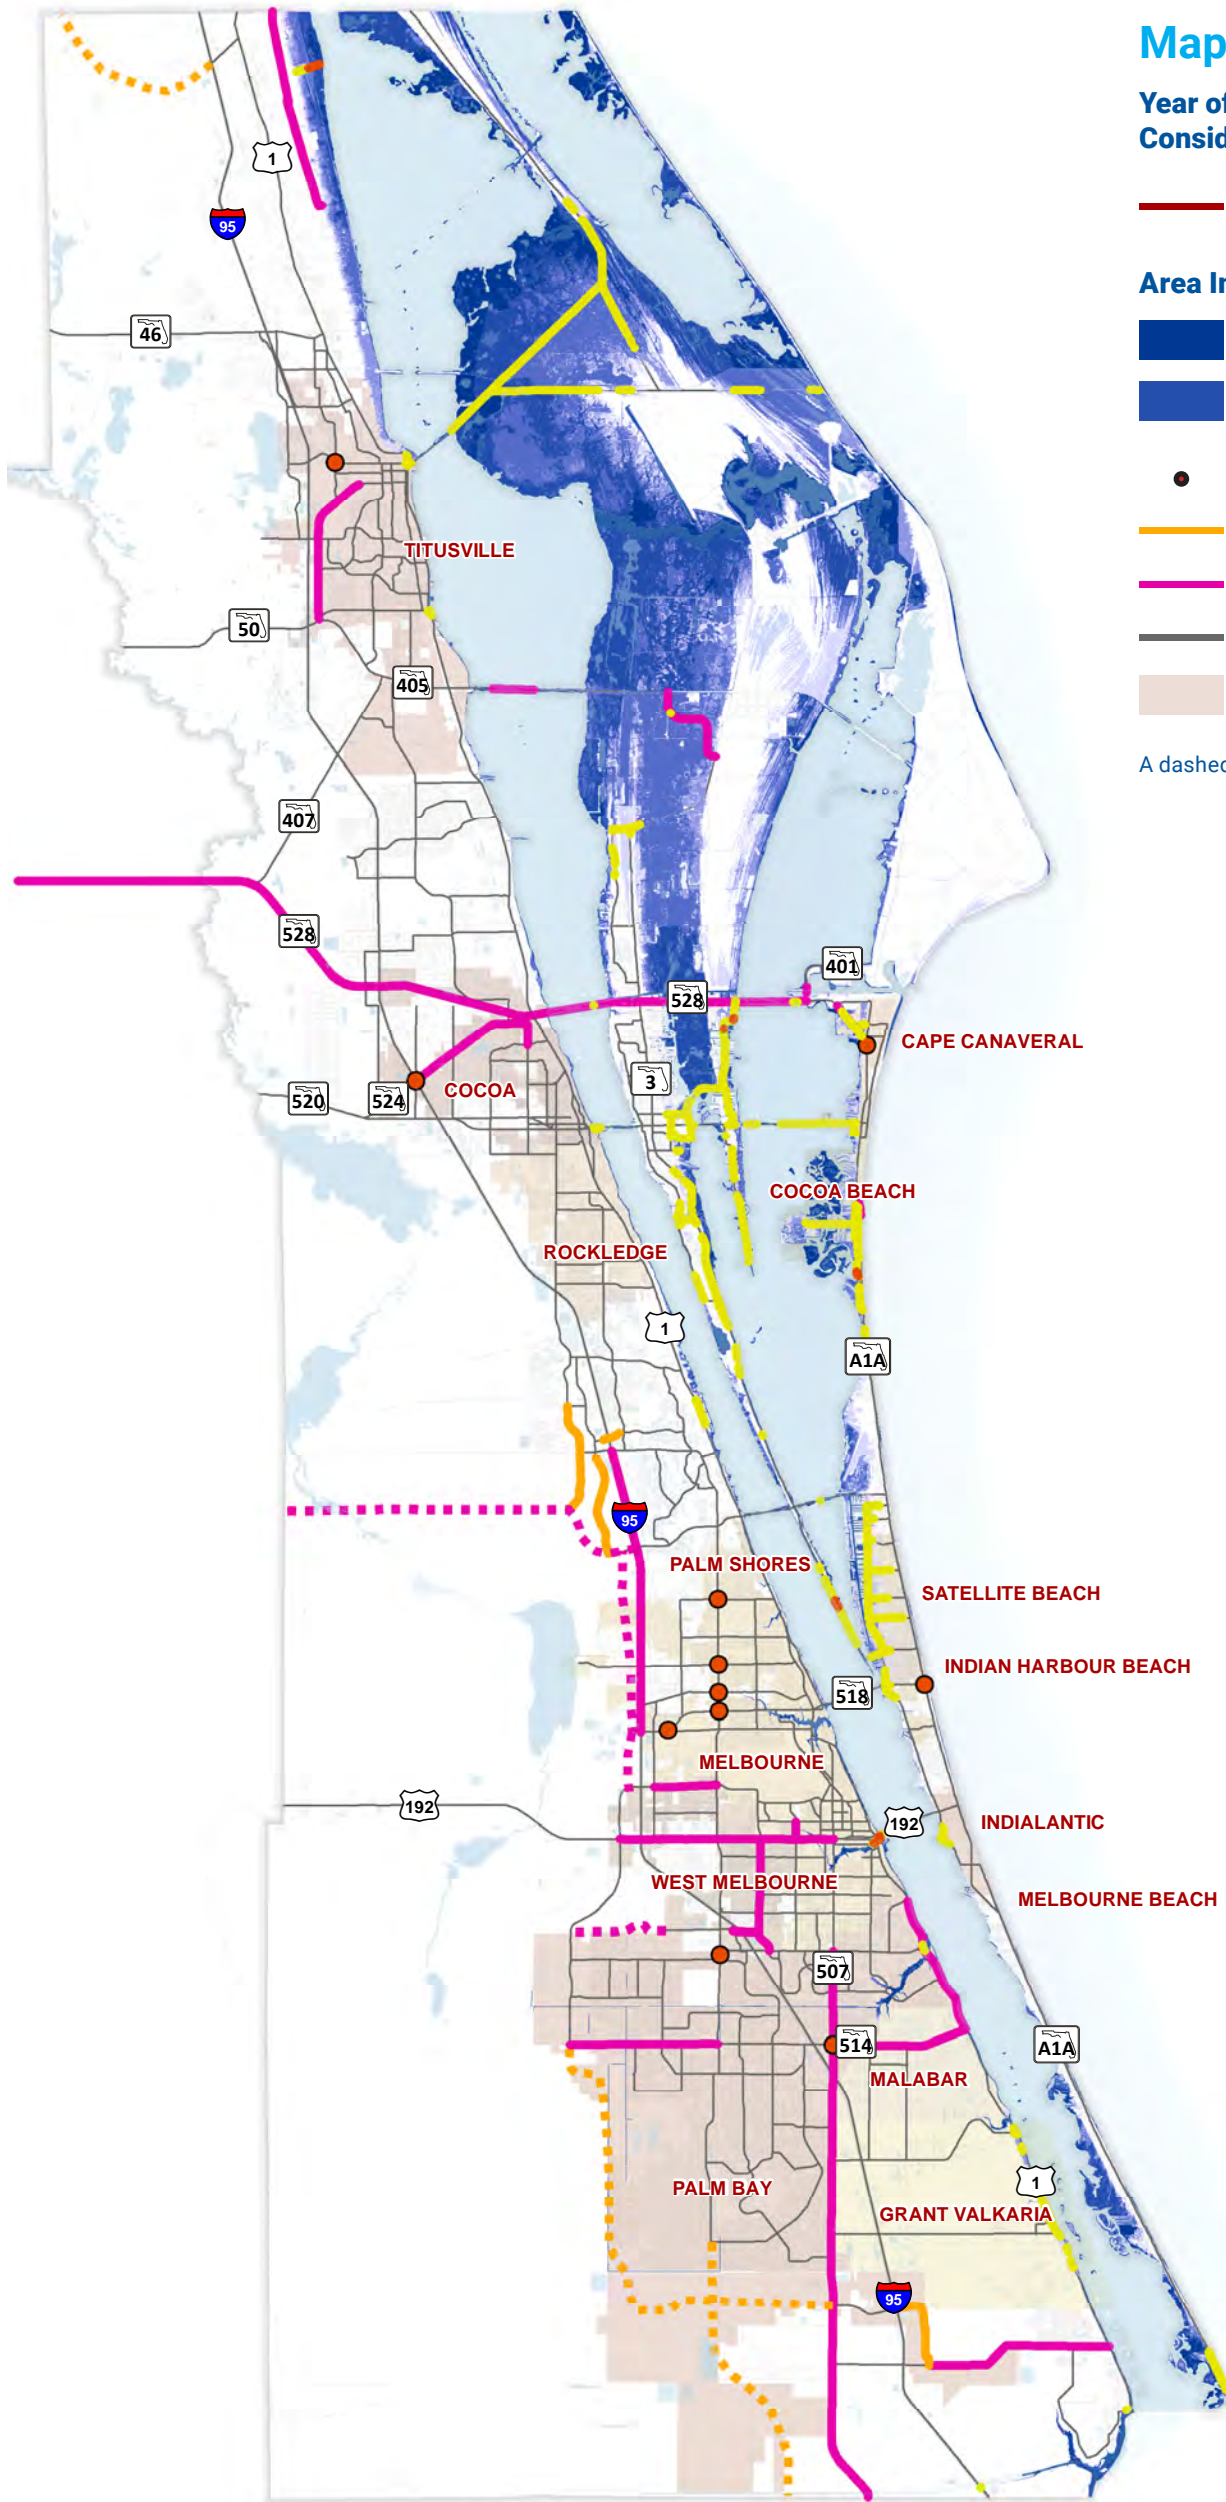 Map
Year of
Consid
1
95
Area In
46
TITUSVILLE
50
405
A dashed
407
528
401
528
CAPE CANAVERAL
3
COCOA
520
524
COCOA BEACH
ROCKLEDGE
1
A1A
95
PALM SHORES
SATELLITE BEACH
INDIAN HARBOUR BEACH
518
MELBOURNE
192
192
INDIALANTIC
WEST MELBOURNE
MELBOURNE BEACH
507
514
A1A
MALABAR
1
PALM BAY
GRANT VALKARIA
95